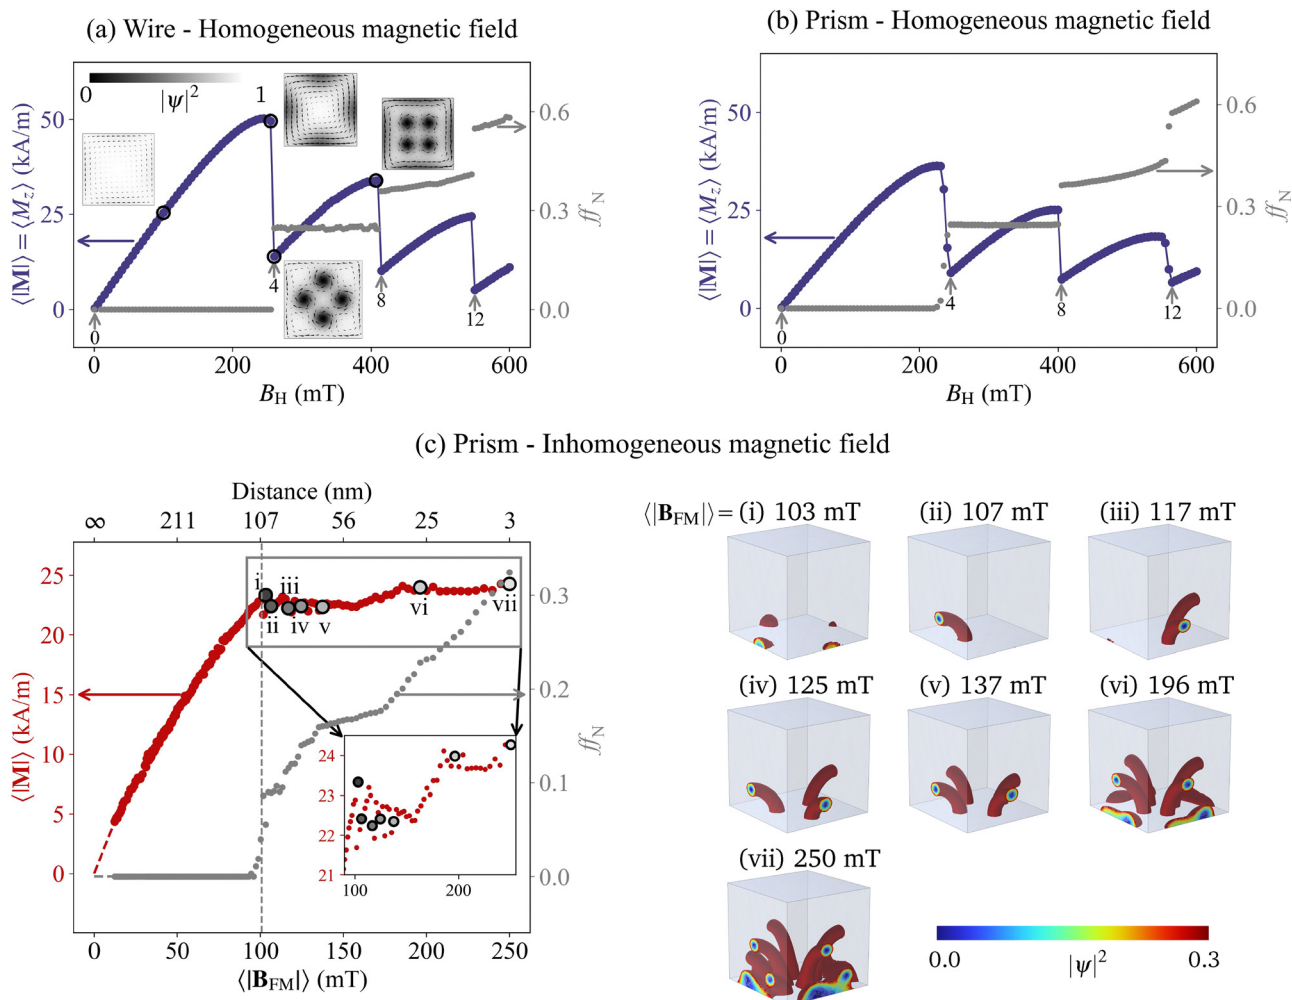 (a) Wire - Homogeneous magnetic field
0
|ψ|²
1
50
25
0
⟨|M|⟩ = ⟨M_z⟩ (kA/m)
0.6
0.3
0.0
ff_N
0
4
8
12
0
200
400
600
B_H (mT)
(b) Prism - Homogeneous magnetic field
50
25
0
⟨|M|⟩ = ⟨M_z⟩ (kA/m)
0.6
0.3
0.0
ff_N
0
4
8
12
0
200
400
600
B_H (mT)
(c) Prism - Inhomogeneous magnetic field
Distance (nm)
∞
211
107
56
25
3
25
20
15
10
5
0
⟨|M|⟩ (kA/m)
i
ii
iii
iv
v
vi
vii
0.3
0.2
0.1
0.0
ff_N
24
23
22
21
100
200
0
50
100
150
200
250
⟨|B_FM|⟩ (mT)
⟨|B_FM|⟩ = (i) 103 mT
(ii) 107 mT
(iii) 117 mT
(iv) 125 mT
(v) 137 mT
(vi) 196 mT
(vii) 250 mT
0.0
|ψ|²
0.3